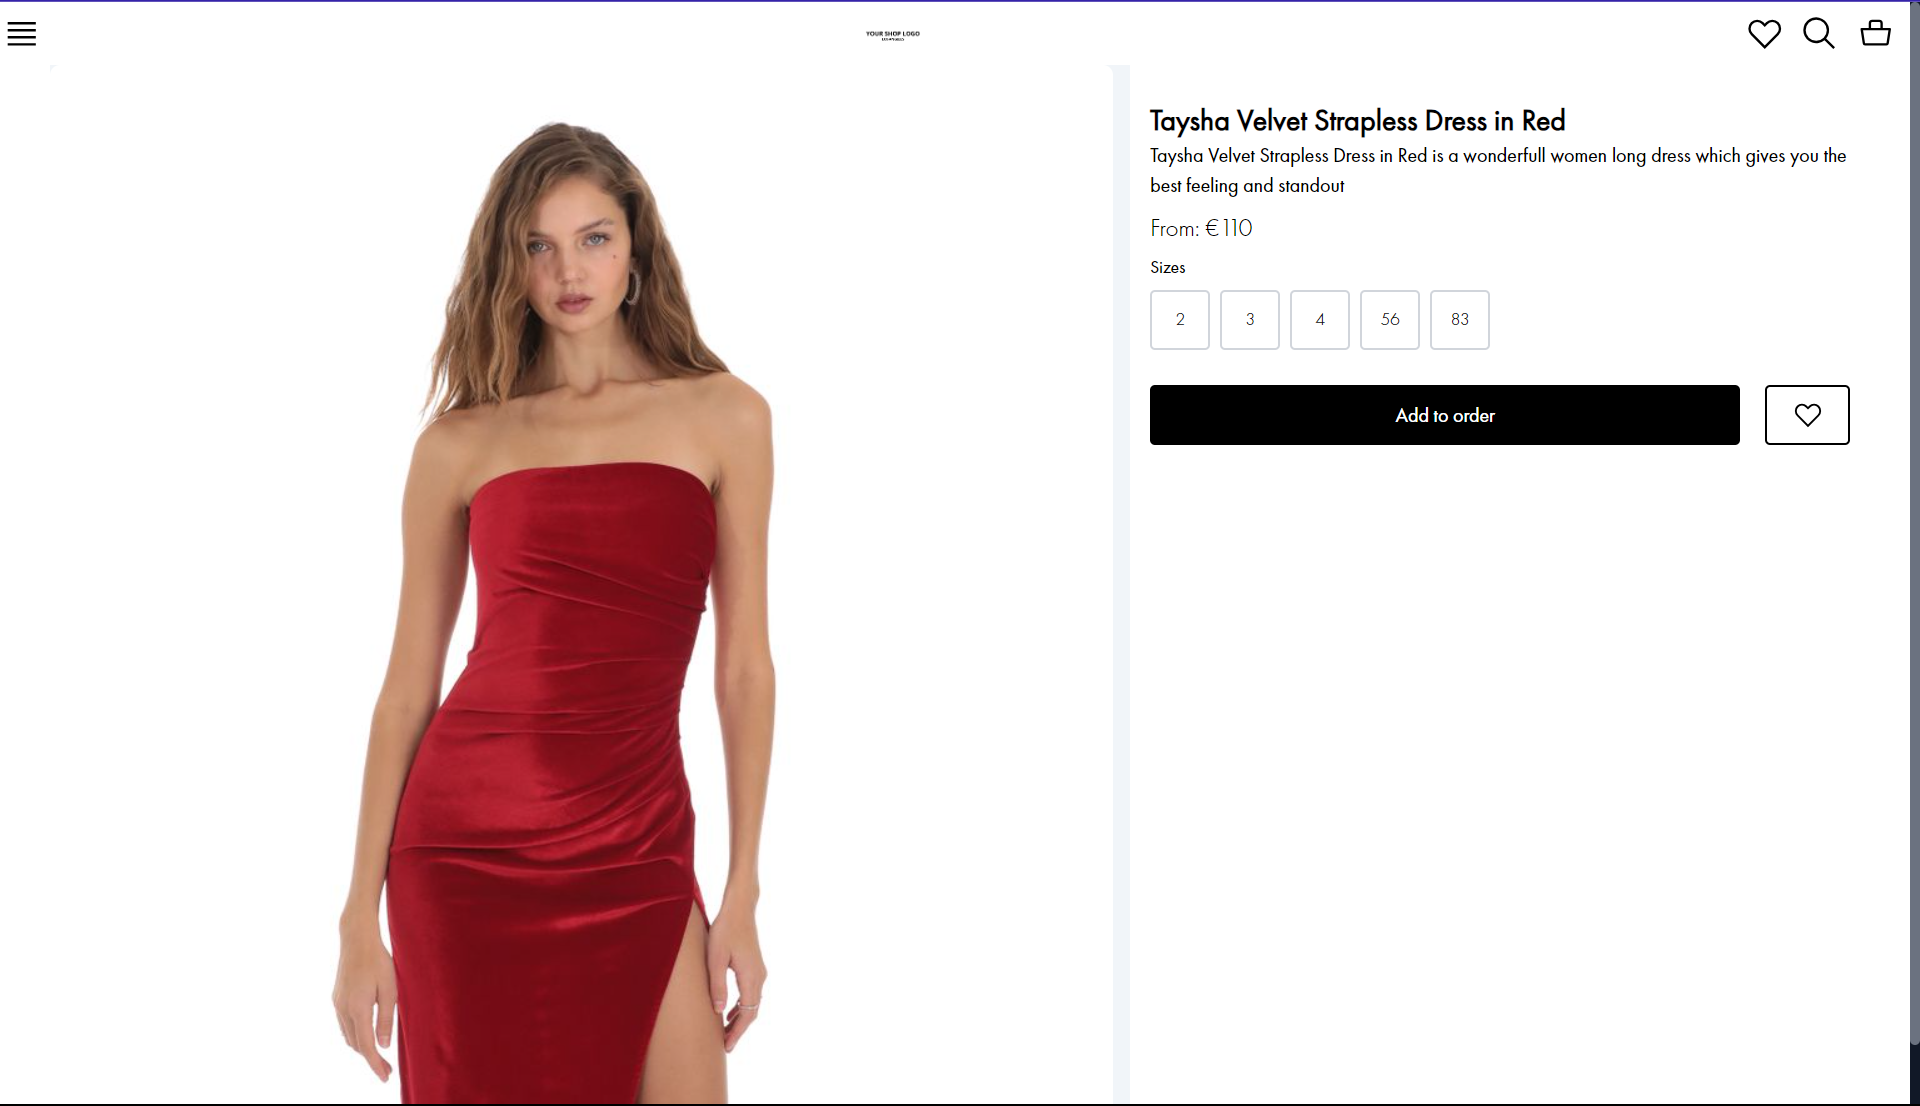 YOUR SHOP LOGO
LOS ANGELES
Taysha Velvet Strapless Dress in Red
Taysha Velvet Strapless Dress in Red is a wonderfull women long dress which gives you the
best feeling and standout
From: €110
Sizes
2 3 4 56 83
Add to order